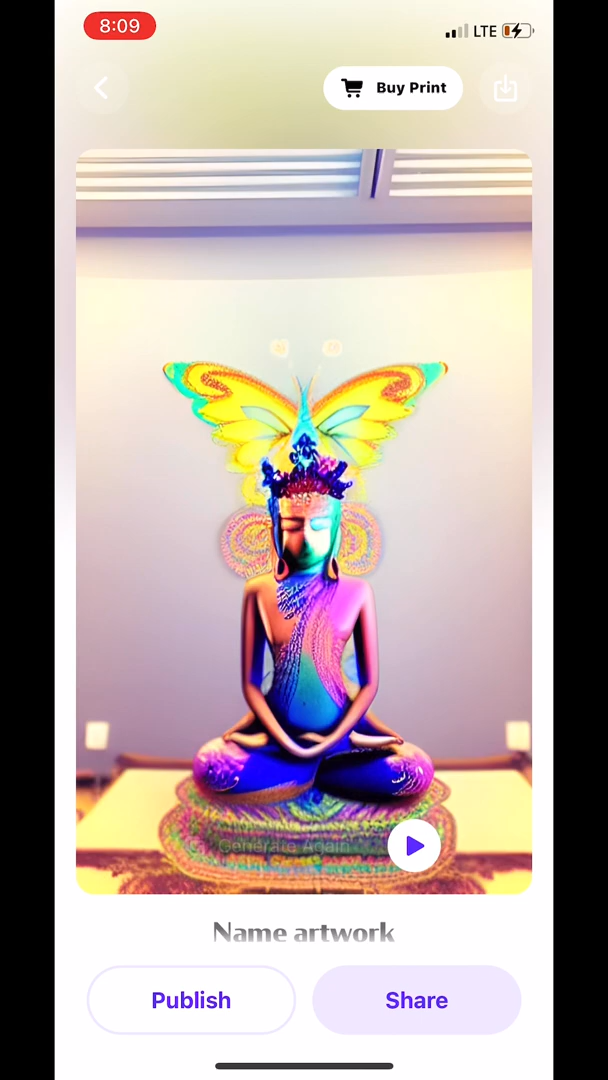 8:09
LTE
Buy Print
Generate Again
Name artwork
Publish
Share